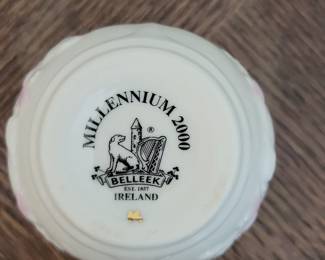 MILLENNIUM 2000
®
BELLEEK
EST. 1857
IRELAND